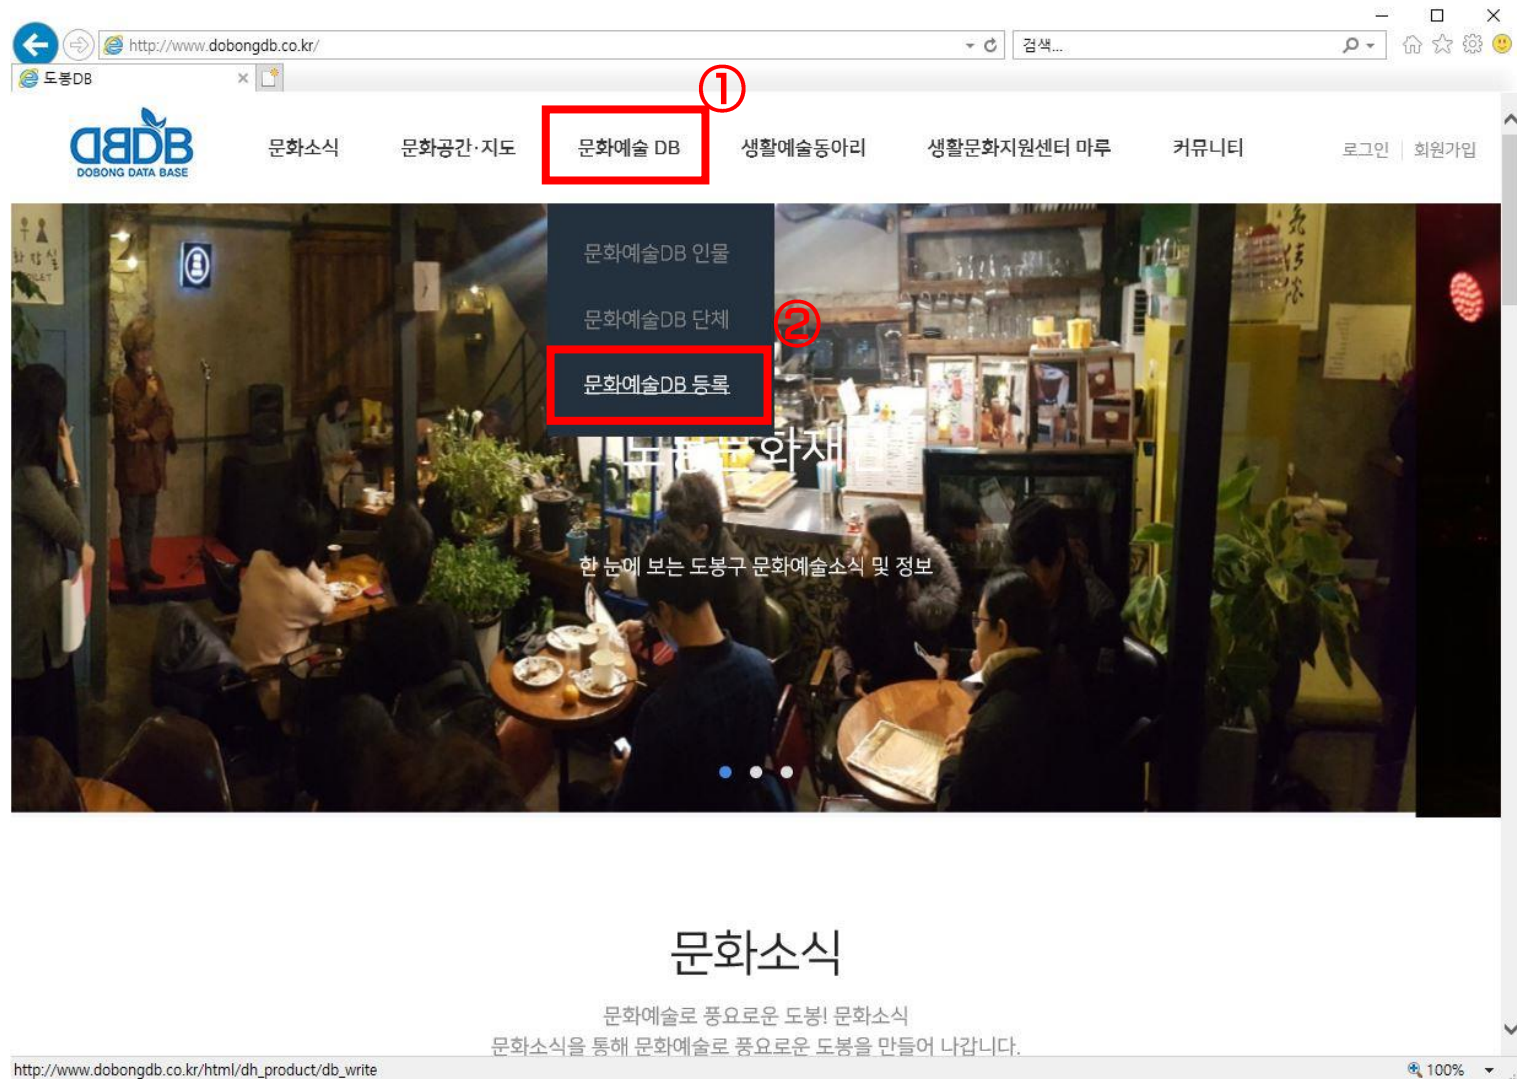 http://www.dobongdb.co.kr/
검색...
도봉DB
①
DOBONG DATA BASE
문화소식
문화공간·지도
문화예술 DB
생활예술동아리
생활문화지원센터 마루
커뮤니티
로그인
회원가입
문화예술DB 인물
문화예술DB 단체
②
문화예술DB 등록
한 눈에 보는 도봉구 문화예술소식 및 정보
문화소식
문화예술로 풍요로운 도봉! 문화소식
문화소식을 통해 문화예술로 풍요로운 도봉을 만들어 나갑니다.
http://www.dobongdb.co.kr/html/dh_product/db_write
100%